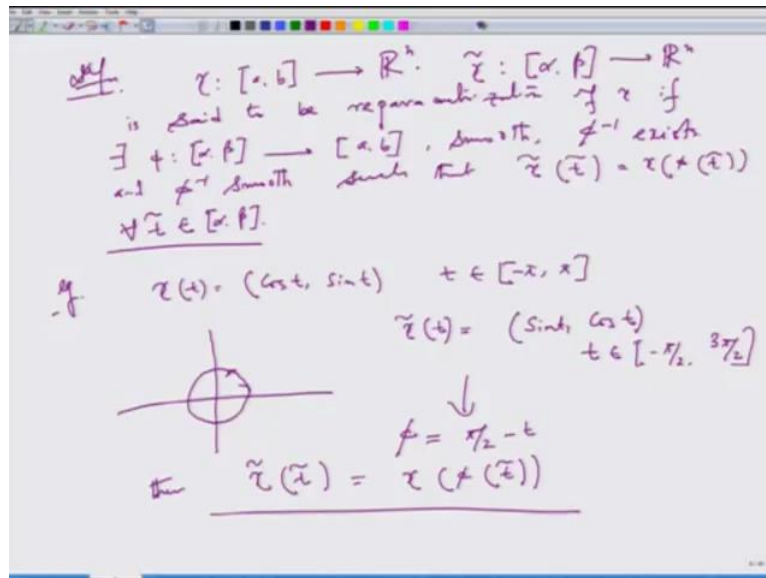 Def. γ: [a, b] ⟶ ℝⁿ. γ̃: [α, β] ⟶ ℝⁿ
is said to be reparametrization of γ if
∃ φ: [α, β] ⟶ [a, b], smooth, φ⁻¹ exists
and φ⁻¹ smooth such that γ̃(t̃) = γ(φ(t̃))
∀ t̃ ∈ [α, β].
eg. γ(t) = (Cos t, Sin t) t ∈ [-π, π]
γ̃(t) = (Sin t, Cos t)
t ∈ [-π/2, 3π/2]
↓
φ = π/2 - t
then γ̃(t̃) = γ(φ(t̃))